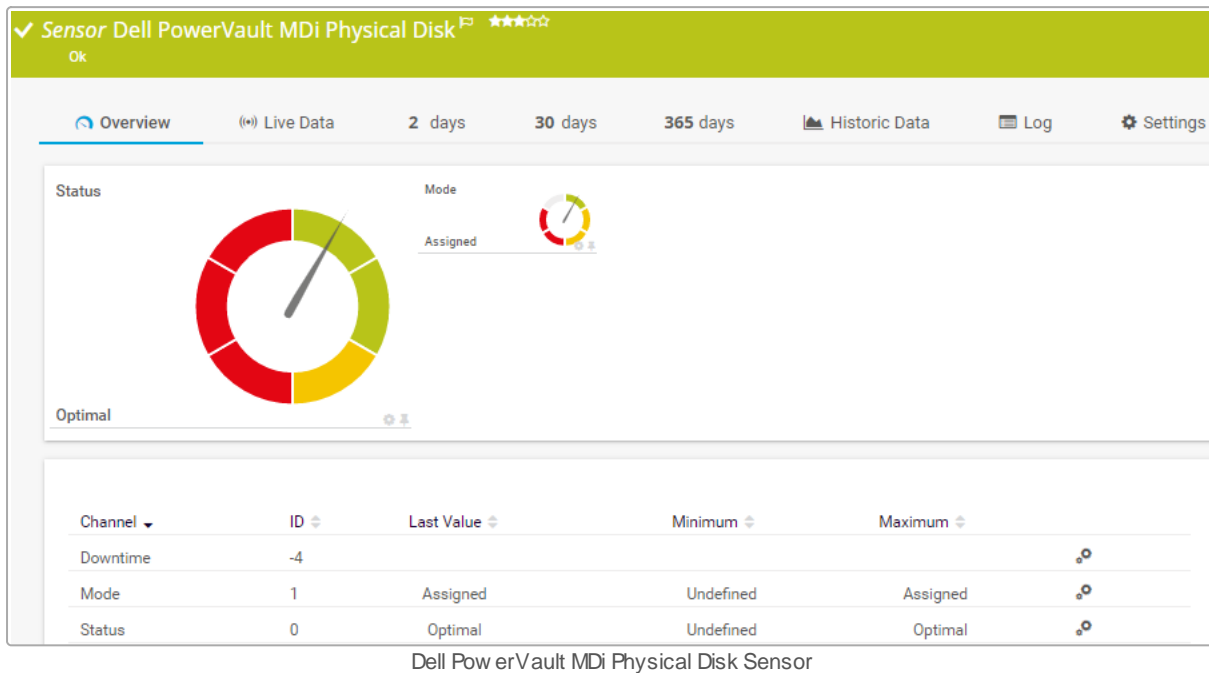 Sensor Dell PowerVault MDi Physical Disk
Ok
Overview Live Data 2 days 30 days 365 days Historic Data Log Settings
Status
Mode
Assigned
Optimal
Channel ID Last Value Minimum Maximum
Downtime -4
Mode 1 Assigned Undefined Assigned
Status 0 Optimal Undefined Optimal
Dell PowerVault MDi Physical Disk Sensor